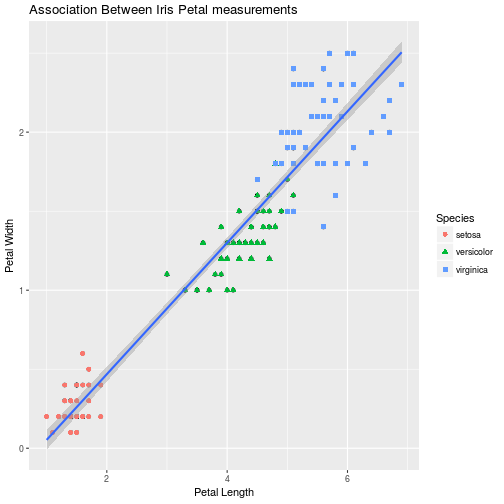 Association Between Iris Petal measurements
Petal Width
2
1
0
2
4
6
Petal Length
Species
setosa
versicolor
virginica